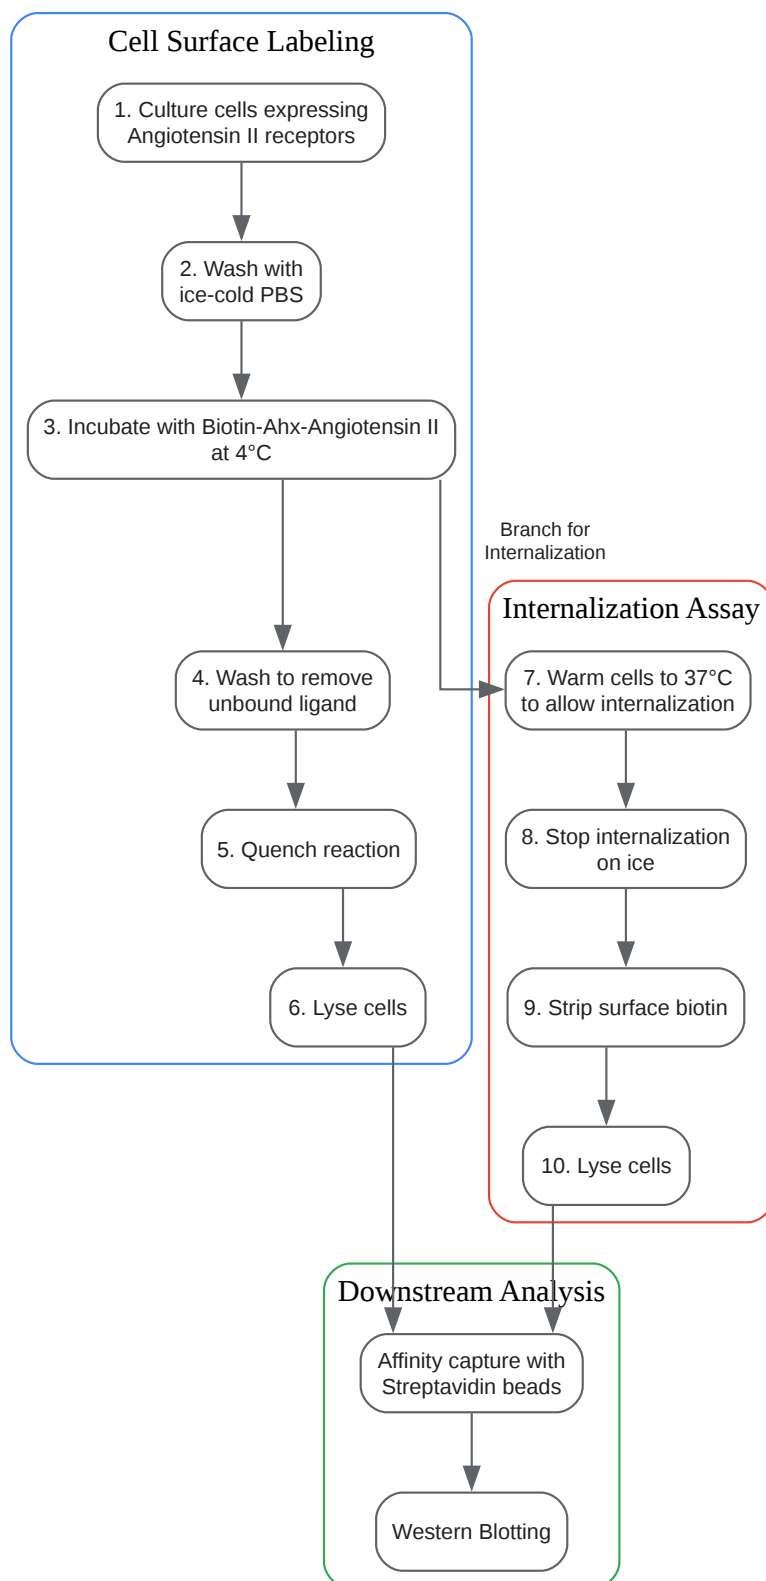 Cell Surface Labeling
1. Culture cells expressing
Angiotensin II receptors
2. Wash with
ice-cold PBS
3. Incubate with Biotin-Ahx-Angiotensin II
at 4°C
Branch for
Internalization
4. Wash to remove
unbound ligand
5. Quench reaction
6. Lyse cells
Internalization Assay
7. Warm cells to 37°C
to allow internalization
8. Stop internalization
on ice
9. Strip surface biotin
10. Lyse cells
Downstream Analysis
Affinity capture with
Streptavidin beads
Western Blotting